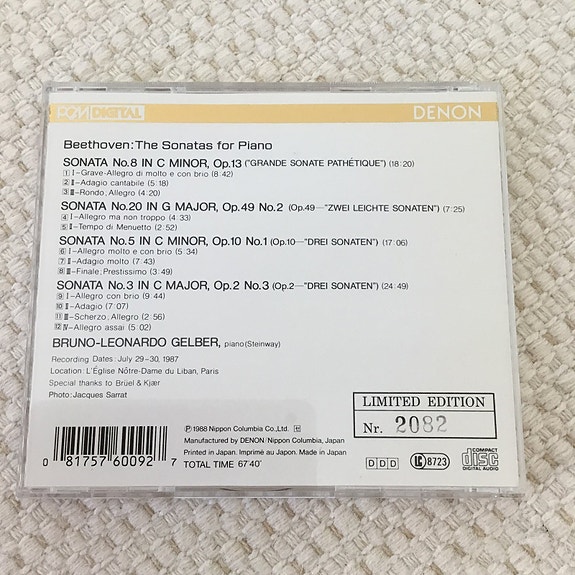 PCM DIGITAL DENON
Beethoven: The Sonatas for Piano
SONATA No.8 IN C MINOR, Op.13 ("GRANDE SONATE PATHÉTIQUE") (18:20)
1 I-Grave-Allegro di molto e con brio (8:42)
2 II-Adagio cantabile (5:18)
3 III-Rondo, Allegro (4:20)
SONATA No.20 IN G MAJOR, Op.49 No.2 (Op.49—"ZWEI LEICHTE SONATEN") (7:25)
4 I-Allegro ma non troppo (4:33)
5 II-Tempo di Menuetto (2:52)
SONATA No.5 IN C MINOR, Op.10 No.1 (Op.10—"DREI SONATEN") (17:06)
6 I-Allegro molto e con brio (5:34)
7 II-Adagio molto (7:43)
8 III-Finale; Prestissimo (3:49)
SONATA No.3 IN C MAJOR, Op.2 No.3 (Op.2—"DREI SONATEN") (24:49)
9 I-Allegro con brio (9:44)
10 II-Adagio (7:07)
11 III-Scherzo, Allegro (2:56)
12 IV-Allegro assai (5:02)
BRUNO-LEONARDO GELBER, piano (Steinway)
Recording Dates: July 29-30, 1987
Location: L'Église Nôtre-Dame du Liban, Paris
Special thanks to Brüel & Kjær
Photo: Jacques Sarrat
LIMITED EDITION
Nr. 2082
℗ 1988 Nippon Columbia Co., Ltd.
Manufactured by DENON/Nippon Columbia, Japan
Printed in Japan. Imprimé au Japon. Made in Japan
TOTAL TIME 67'40"
0 81757 60092 7
DDD
LC 8723
COMPACT
disc
DIGITAL AUDIO